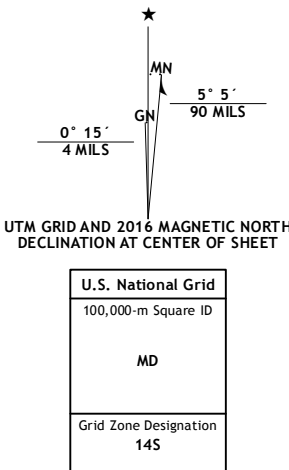 ★
MN
GN
5° 5´
90 MILS
0° 15´
4 MILS
UTM GRID AND 2016 MAGNETIC NORTH
DECLINATION AT CENTER OF SHEET
U.S. National Grid
100,000-m Square ID
MD
Grid Zone Designation
14S